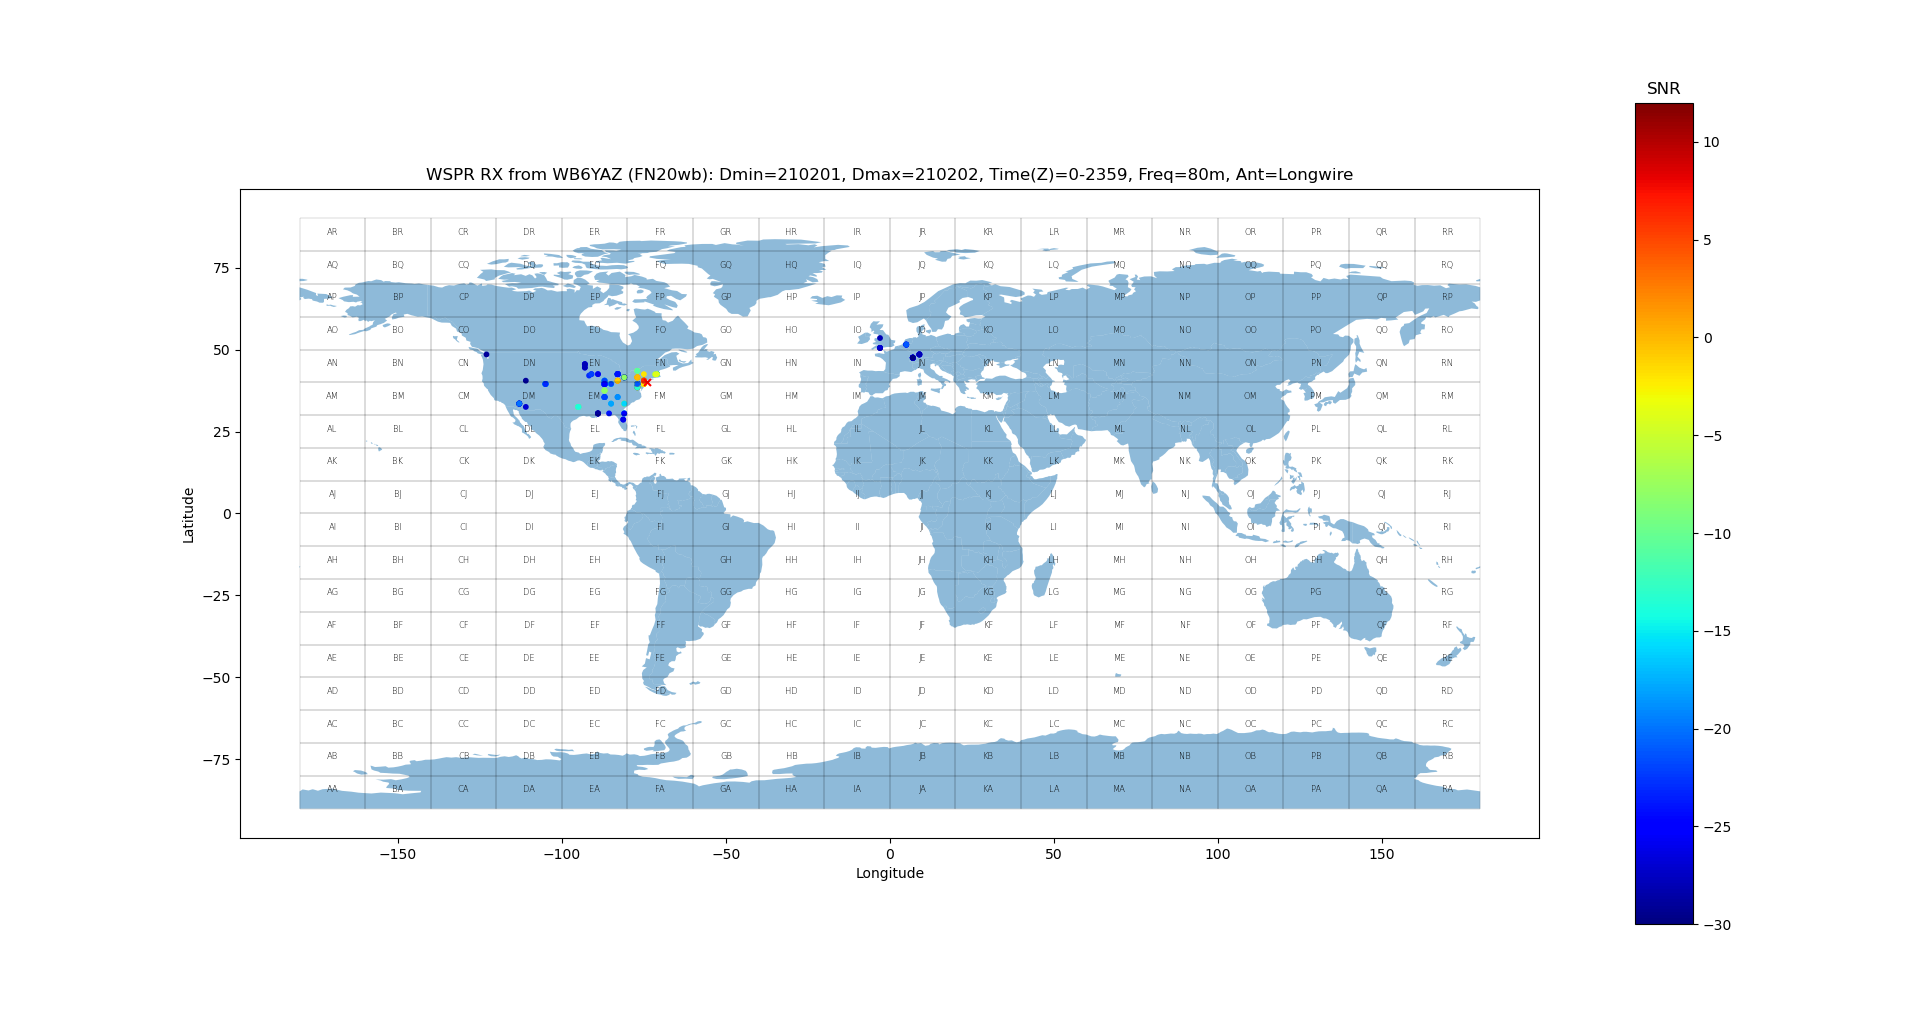 SNR
WSPR RX from WB6YAZ (FN20wb): Dmin=210201, Dmax=210202, Time(Z)=0-2359, Freq=80m, Ant=Longwire
10
5
0
−5
−10
−15
−20
−25
−30
AR BR CR DR ER FR GR HR IR JR KR LR MR NR OR PR QR RR
75
AQ BQ CQ DQ EQ FQ GQ HQ IQ JQ KQ LQ MQ NQ OQ PQ QQ RQ
AP BP CP DP EP FP GP HP IP JP KP LP MP NP OP PP QP RP
AO BO CO DO EO FO GO HO IO JO KO LO MO NO OO PO QO RO
50
AN BN CN DN EN FN GN HN IN JN KN LN MN NN ON PN QN RN
AM BM CM DM EM FM GM HM IM JM KM LM MM NM OM PM QM RM
25
AL BL CL DL EL FL GL HL IL JL KL LL ML NL OL PL QL RL
AK BK CK DK EK FK GK HK IK JK KK LK MK NK OK PK QK RK
AJ BJ CJ DJ EJ FJ GJ HJ IJ JJ KJ LJ MJ NJ OJ PJ QJ RJ
0
AI BI CI DI EI FI GI HI II JI KI LI MI NI OI PI QI RI
AH BH CH DH EH FH GH HH IH JH KH LH MH NH OH PH QH RH
−25
AG BG CG DG EG FG GG HG IG JG KG LG MG NG OG PG QG RG
AF BF CF DF EF FF GF HF IF JF KF LF MF NF OF PF QF RF
AE BE CE DE EE FE GE HE IE JE KE LE ME NE OE PE QE RE
−50
AD BD CD DD ED FD GD HD ID JD KD LD MD ND OD PD QD RD
AC BC CC DC EC FC GC HC IC JC KC LC MC NC OC PC QC RC
−75
AB BB CB DB EB FB GB HB IB JB KB LB MB NB OB PB QB RB
AA BA CA DA EA FA GA HA IA JA KA LA MA NA OA PA QA RA
Latitude
−150 −100 −50 0 50 100 150
Longitude